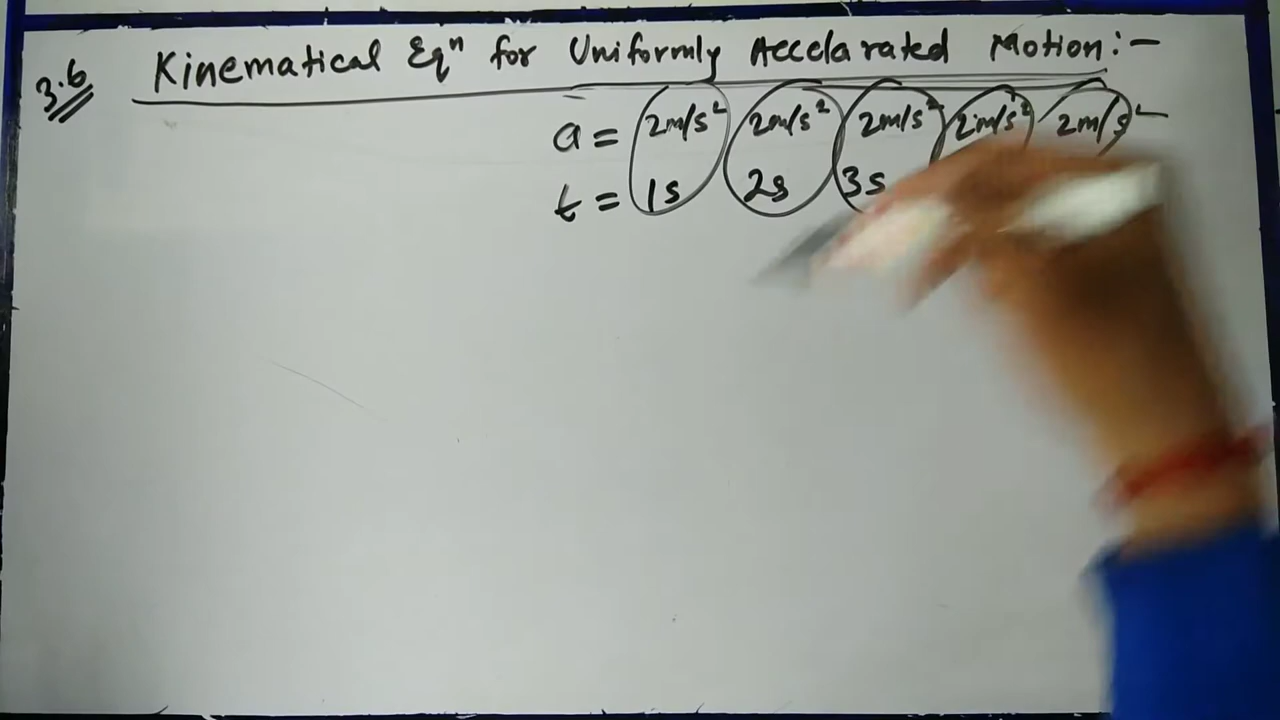 3.6 Kinematical Eqⁿ for Uniformly Accelarated Motion:-
a = 2m/s² 2m/s² 2m/s² 2m/s² 2m/s²
t = 1s 2s 3s